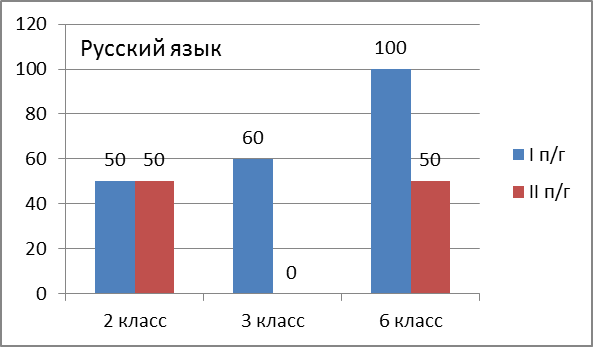 Русский язык
120
100
80
60
40
20
0
50
50
60
0
100
50
2 класс
3 класс
6 класс
I п/г
II п/г